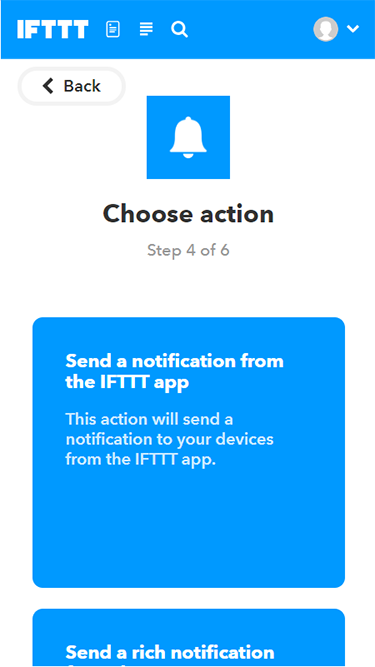 IFTTT
Back
Choose action
Step 4 of 6
Send a notification from
the IFTTT app
This action will send a
notification to your devices
from the IFTTT app.
Send a rich notification